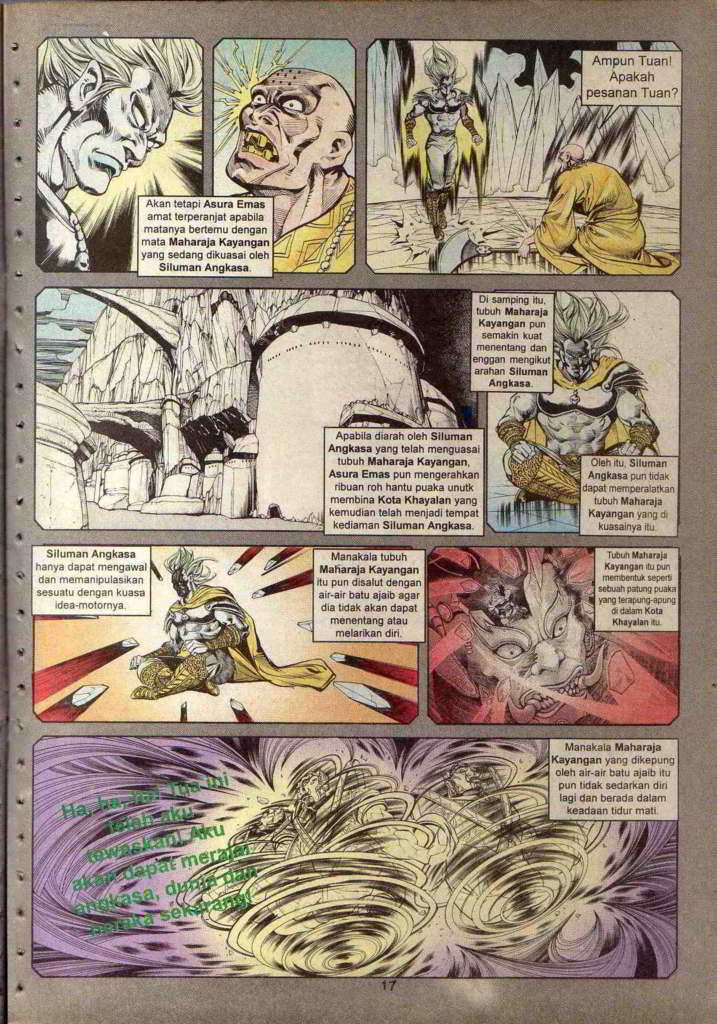 Akan tetapi Asura Emas
amat terperanjat apabila
matanya bertemu dengan
mata Maharaja Kayangan
yang sedang dikuasai oleh
Siluman Angkasa.
Ampun Tuan!
Apakah
pesanan Tuan?
Apabila diarah oleh Siluman
Angkasa yang telah menguasai
tubuh Maharaja Kayangan,
Asura Emas pun mengerahkan
ribuan roh hantu puaka unutk
membina Kota Khayalan yang
kemudian telah menjadi tempat
kediaman Siluman Angkasa.
Di samping itu,
tubuh Maharaja
Kayangan pun
semakin kuat
menentang dan
enggan mengikut
arahan Siluman
Angkasa.
Oleh itu, Siluman
Angkasa pun tidak
dapat memperalatkan
tubuh Maharaja
Kayangan yang di
kuasainya itu.
Siluman Angkasa
hanya dapat mengawal
dan memanipulasikan
sesuatu dengan kuasa
idea-motornya.
Manakala tubuh
Maharaja Kayangan
itu pun disalut dengan
air-air batu ajaib agar
dia tidak akan dapat
menentang atau
melarikan diri.
Tubuh Maharaja
Kayangan itu pun
membentuk seperti
sebuah patung puaka
yang terapung-apung
di dalam Kota
Khayalan itu.
Manakala Maharaja
Kayangan yang dikepung
oleh air-air batu ajaib itu
pun tidak sedarkan diri
lagi dan berada dalam
keadaan tidur mati.
Ha, ha, ha! Tua ini
telah aku
tewaskan! Aku
akan dapat merajai
angkasa, dunia dan
neraka sekarang!
17